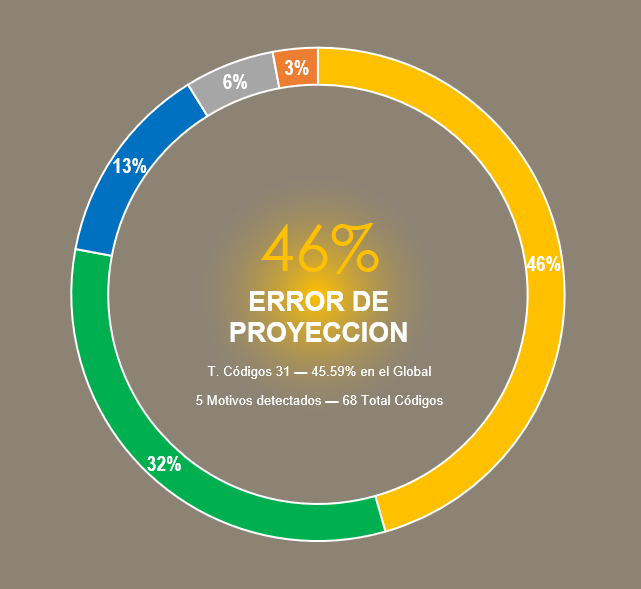 3%
6%
13%
46%
46%
ERROR DE
PROYECCION
T. Códigos 31 — 45.59% en el Global
5 Motivos detectados — 68 Total Códigos
32%